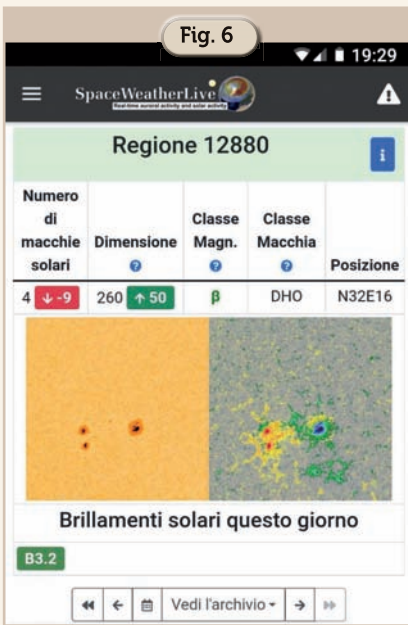 Fig. 6
19:29
SpaceWeatherLive
Real-time auroral activity and solar activity
Regione 12880
i
Numero di macchie solari
Dimensione ?
Classe Magn. ?
Classe Macchia ?
Posizione
4 ↓ -9 260 ↑ 50 β DHO N32E16
Brillamenti solari questo giorno
B3.2
Vedi l'archivio